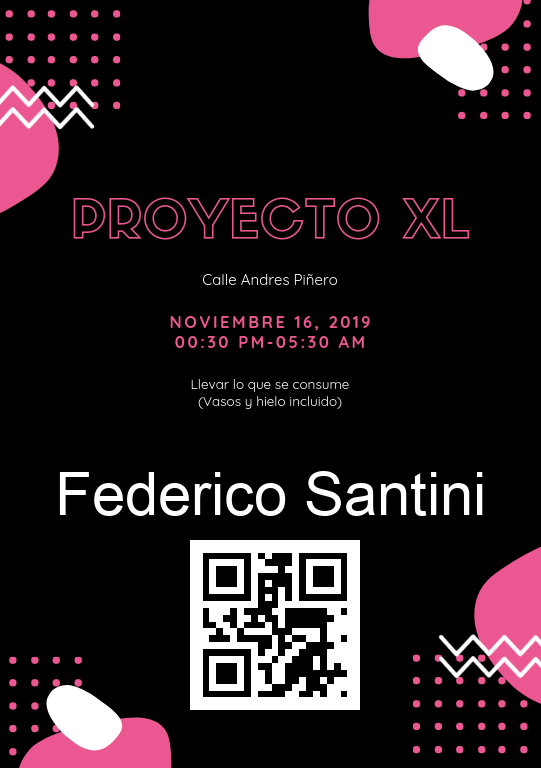 PROYECTO XL
Calle Andres Piñero
NOVIEMBRE 16, 2019
00:30 PM-05:30 AM
Llevar lo que se consume
(Vasos y hielo incluido)
Federico Santini